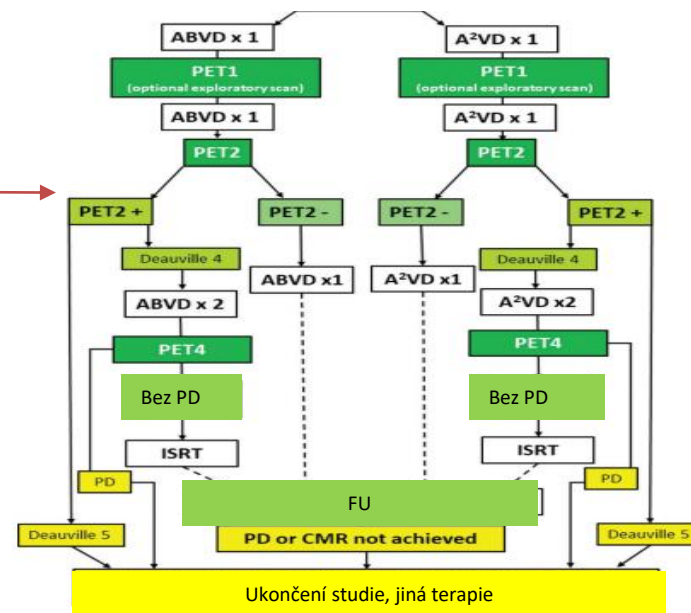 ABVD x 1
A²VD x 1
PET1
(optional exploratory scan)
PET1
(optional exploratory scan)
ABVD x 1
A²VD x 1
PET2
PET2
PET2 +
PET2 -
PET2 -
PET2 +
Deauville 4
Deauville 4
ABVD x1
A²VD x1
ABVD x 2
A²VD x2
PET4
PET4
Bez PD
Bez PD
ISRT
ISRT
PD
PD
FU
Deauville 5
PD or CMR not achieved
Deauville 5
Ukončení studie, jiná terapie